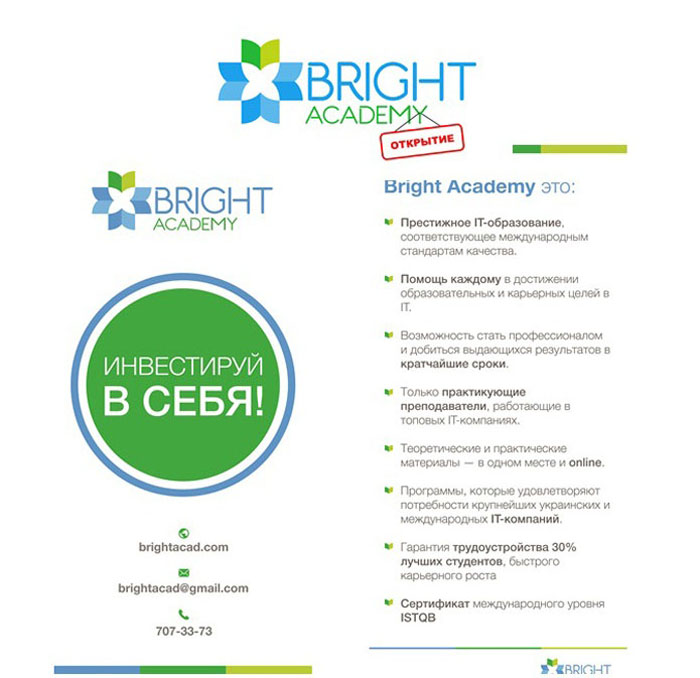 BRIGHT
ACADEMY
ОТКРЫТИЕ
BRIGHT
ACADEMY
ИНВЕСТИРУЙ
В СЕБЯ!
brightacad.com
brightacad@gmail.com
707-33-73
Bright Academy это:
Престижное IT-образование,
соответствующее международным
стандартам качества.
Помощь каждому в достижении
образовательных и карьерных целей в
IT.
Возможность стать профессионалом
и добиться выдающихся результатов в
кратчайшие сроки.
Только практикующие
преподаватели, работающие в
топовых IT-компаниях.
Теоретические и практические
материалы — в одном месте и online.
Программы, которые удовлетворяют
потребности крупнейших украинских и
международных IT-компаний.
Гарантия трудоустройства 30%
лучших студентов, быстрого
карьерного роста
Сертификат международного уровня
ISTQB
BRIGHT